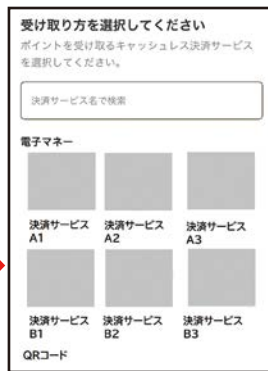 受け取り方を選択してください
ポイントを受け取るキャッシュレス決済サービス
を選択してください。
決済サービス名で検索
電子マネー
決済サービス 決済サービス 決済サービス
A1 A2 A3
決済サービス 決済サービス 決済サービス
B1 B2 B3
QRコード